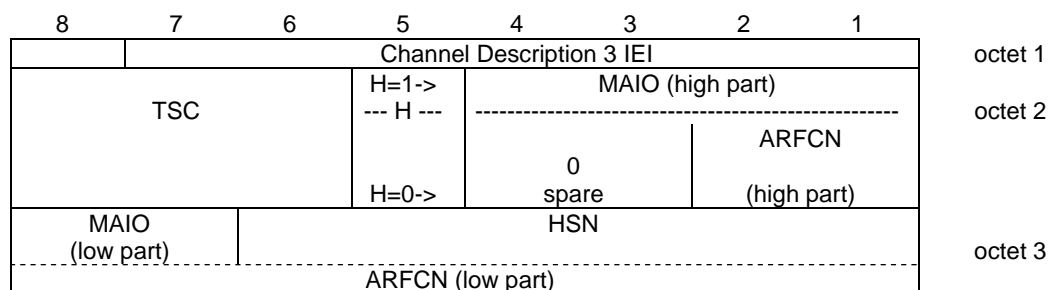 8 7 6 5 4 3 2 1
Channel Description 3 IEI octet 1
H=1-> MAIO (high part)
TSC --- H --- ------------------------------------------------------ octet 2
ARFCN
0
H=0-> spare (high part)
MAIO HSN
(low part) octet 3
ARFCN (low part)